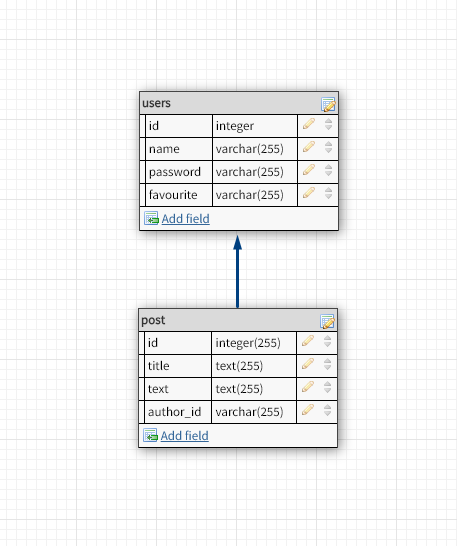 users
id integer
name varchar(255)
password varchar(255)
favourite varchar(255)
Add field
post
id integer(255)
title text(255)
text text(255)
author_id varchar(255)
Add field